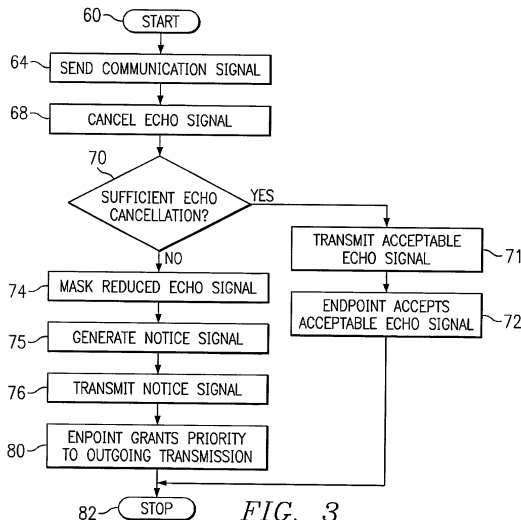 60
START
64
SEND COMMUNICATION SIGNAL
68
CANCEL ECHO SIGNAL
70
SUFFICIENT ECHO
CANCELLATION?
YES
NO
TRANSMIT ACCEPTABLE
ECHO SIGNAL
71
ENDPOINT ACCEPTS
ACCEPTABLE ECHO SIGNAL
72
74
MASK REDUCED ECHO SIGNAL
75
GENERATE NOTICE SIGNAL
76
TRANSMIT NOTICE SIGNAL
80
ENPOINT GRANTS PRIORITY
TO OUTGOING TRANSMISSION
82
STOP
FIG. 3